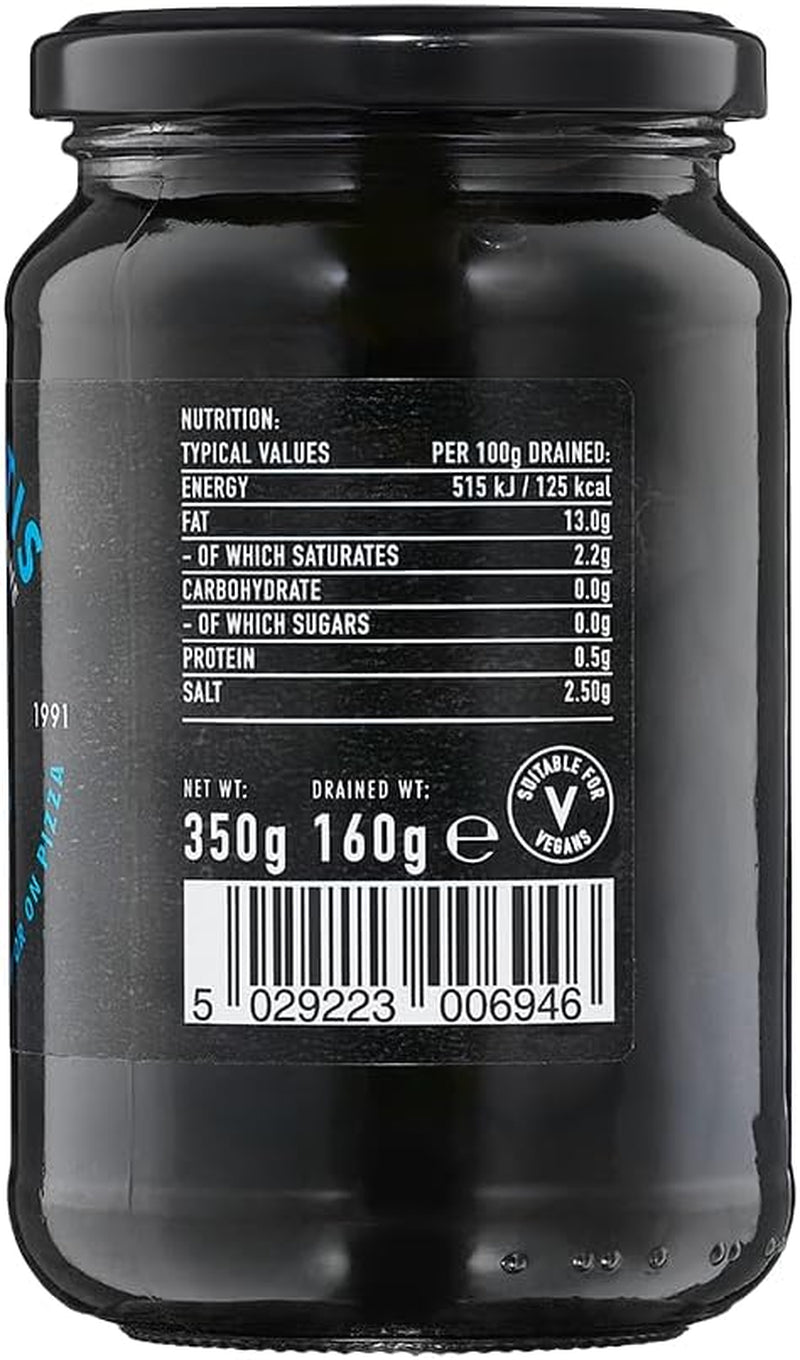 NUTRITION:
TYPICAL VALUES PER 100g DRAINED:
ENERGY 515 kJ / 125 kcal
FAT 13.0g
- OF WHICH SATURATES 2.2g
CARBOHYDRATE 0.0g
- OF WHICH SUGARS 0.0g
PROTEIN 0.5g
SALT 2.50g
1991
ON PIZZA
NET WT: DRAINED WT:
350g 160g e
SUITABLE FOR
V
VEGANS
5 029223 006946